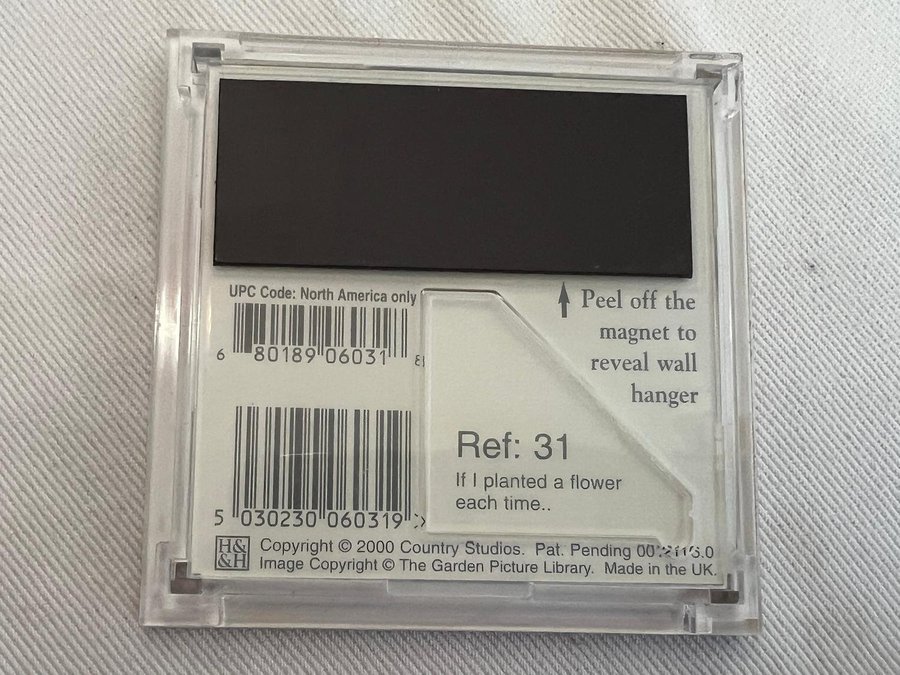 UPC Code: North America only
6 80189 06031
Peel off the
magnet to
reveal wall
hanger
Ref: 31
If I planted a flower
each time..
5 030230 060319
H&
&H
Copyright © 2000 Country Studios. Pat. Pending
Image Copyright © The Garden Picture Library. Made in the UK.